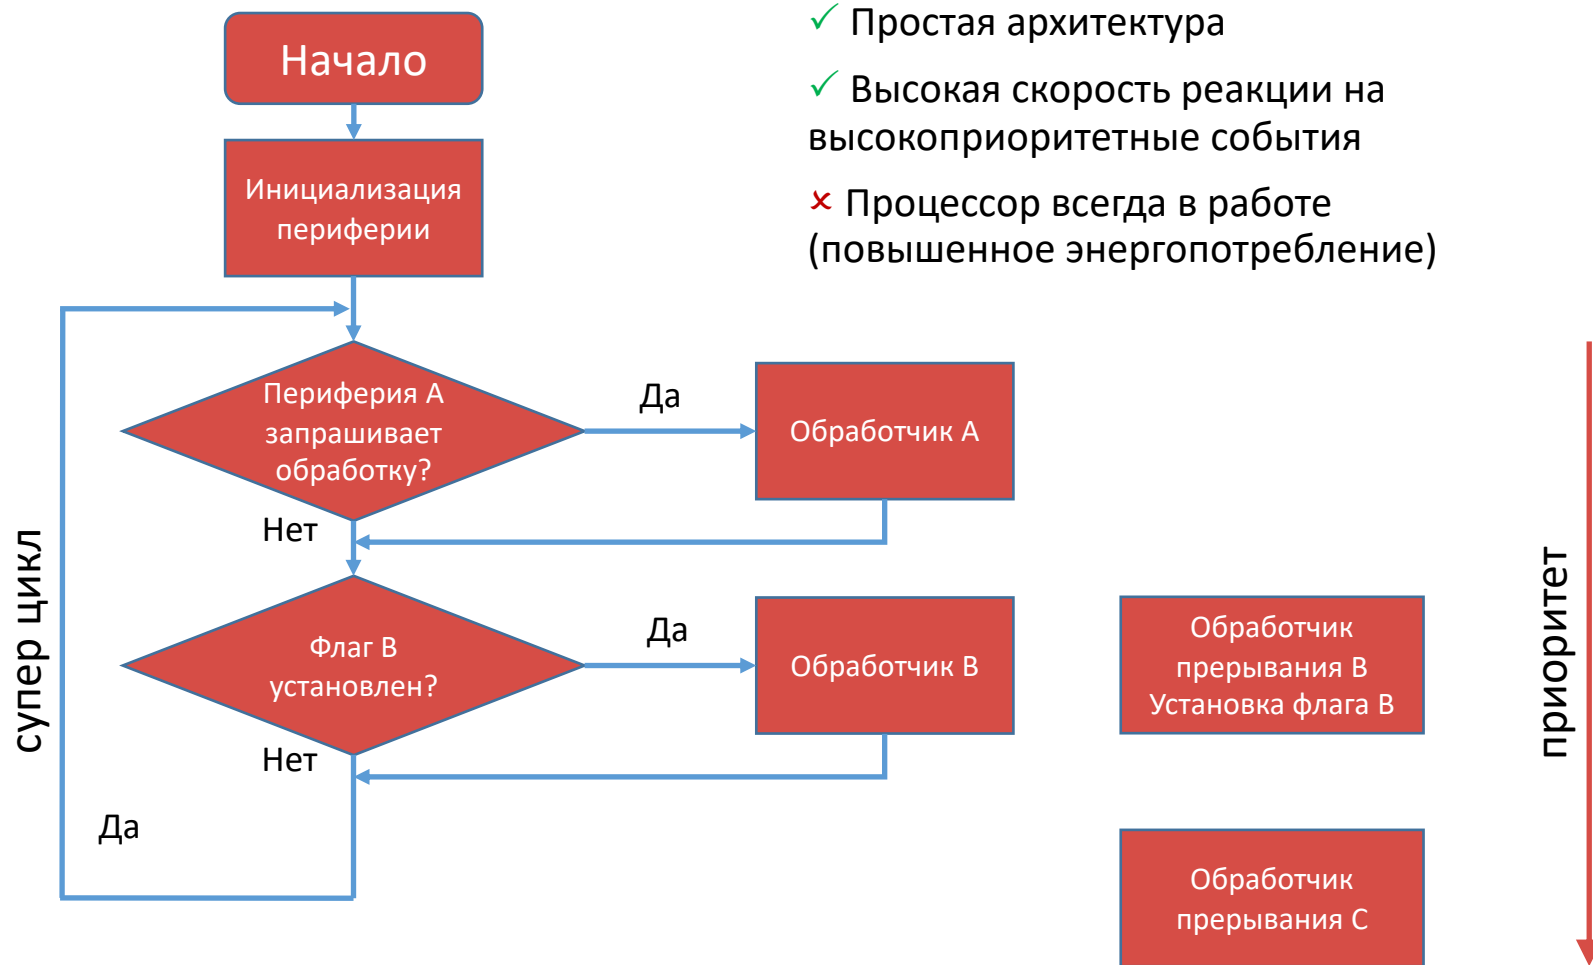 Начало
✓ Простая архитектура
✓ Высокая скорость реакции на
высокоприоритетные события
× Процессор всегда в работе
(повышенное энергопотребление)
Инициализация
периферии
Периферия А
запрашивает
обработку?
Да
Обработчик А
Нет
Флаг В
установлен?
Да
Обработчик В
Обработчик
прерывания В
Установка флага В
Нет
Да
Обработчик
прерывания С
супер цикл
приоритет